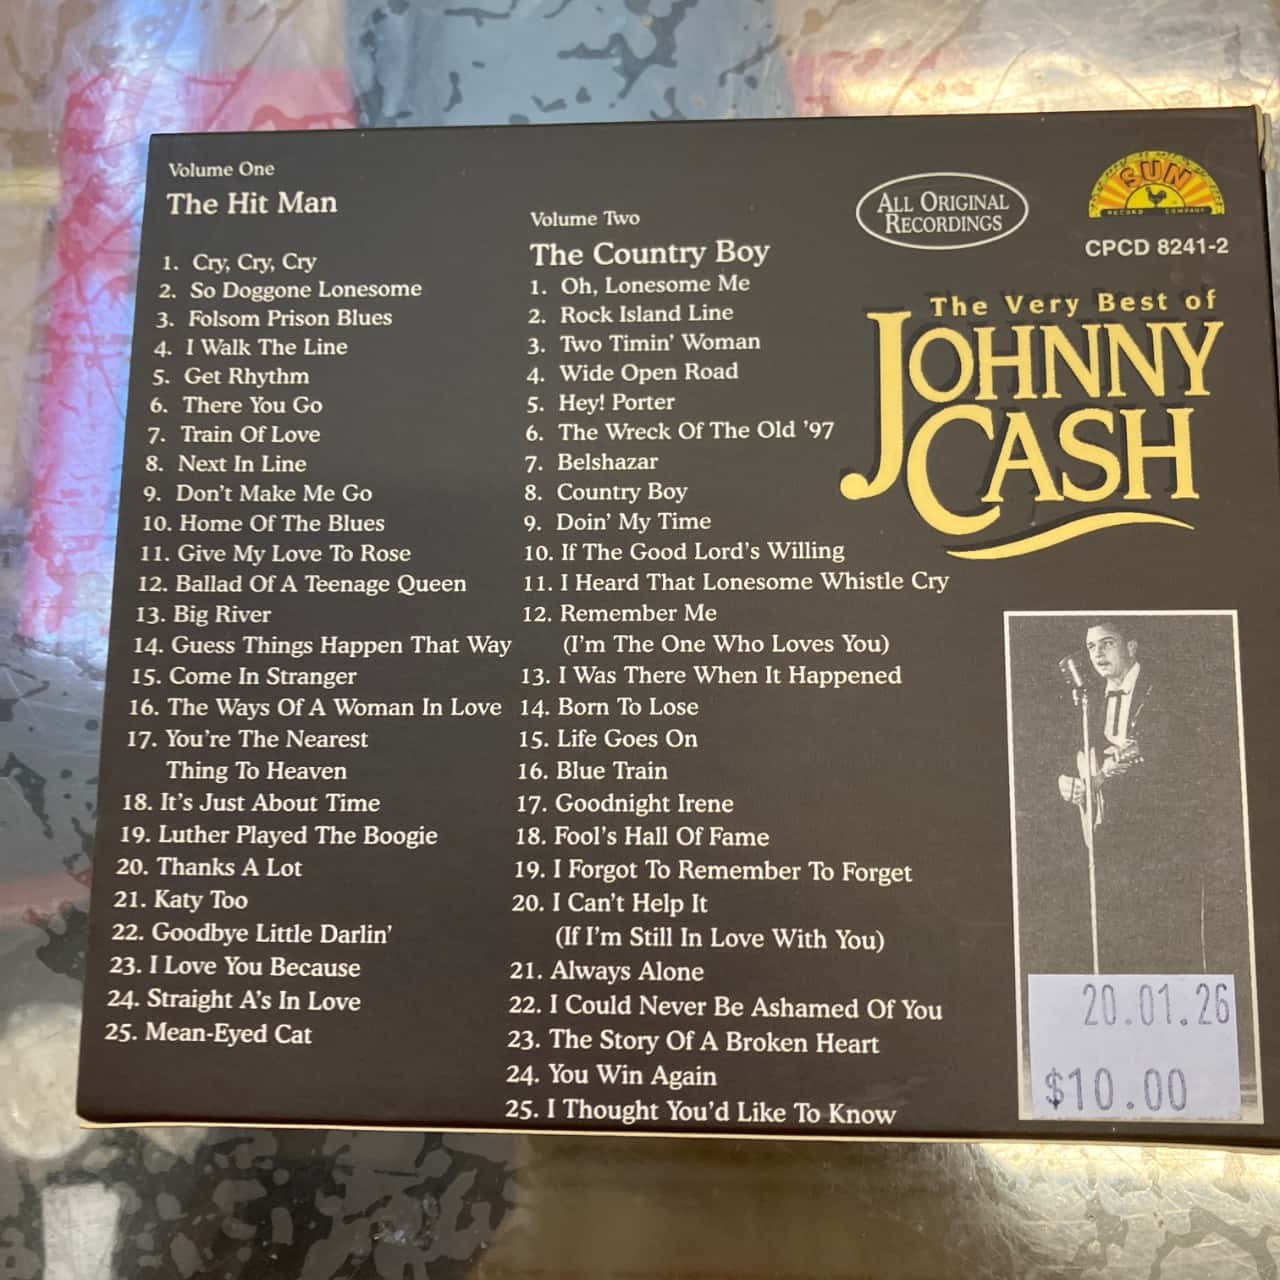 Volume One
The Hit Man
1. Cry, Cry, Cry
2. So Doggone Lonesome
3. Folsom Prison Blues
4. I Walk The Line
5. Get Rhythm
6. There You Go
7. Train Of Love
8. Next In Line
9. Don't Make Me Go
10. Home Of The Blues
11. Give My Love To Rose
12. Ballad Of A Teenage Queen
13. Big River
14. Guess Things Happen That Way
15. Come In Stranger
16. The Ways Of A Woman In Love
17. You're The Nearest
Thing To Heaven
18. It's Just About Time
19. Luther Played The Boogie
20. Thanks A Lot
21. Katy Too
22. Goodbye Little Darlin'
23. I Love You Because
24. Straight A's In Love
25. Mean-Eyed Cat
Volume Two
The Country Boy
1. Oh, Lonesome Me
2. Rock Island Line
3. Two Timin' Woman
4. Wide Open Road
5. Hey! Porter
6. The Wreck Of The Old '97
7. Belshazar
8. Country Boy
9. Doin' My Time
10. If The Good Lord's Willing
11. I Heard That Lonesome Whistle Cry
12. Remember Me
(I'm The One Who Loves You)
13. I Was There When It Happened
14. Born To Lose
15. Life Goes On
16. Blue Train
17. Goodnight Irene
18. Fool's Hall Of Fame
19. I Forgot To Remember To Forget
20. I Can't Help It
(If I'm Still In Love With You)
21. Always Alone
22. I Could Never Be Ashamed Of You
23. The Story Of A Broken Heart
24. You Win Again
25. I Thought You'd Like To Know
ALL ORIGINAL
RECORDINGS
SUN
RECORD COMPANY
CPCD 8241-2
The Very Best of
JOHNNY
CASH
20.01.26
$10.00